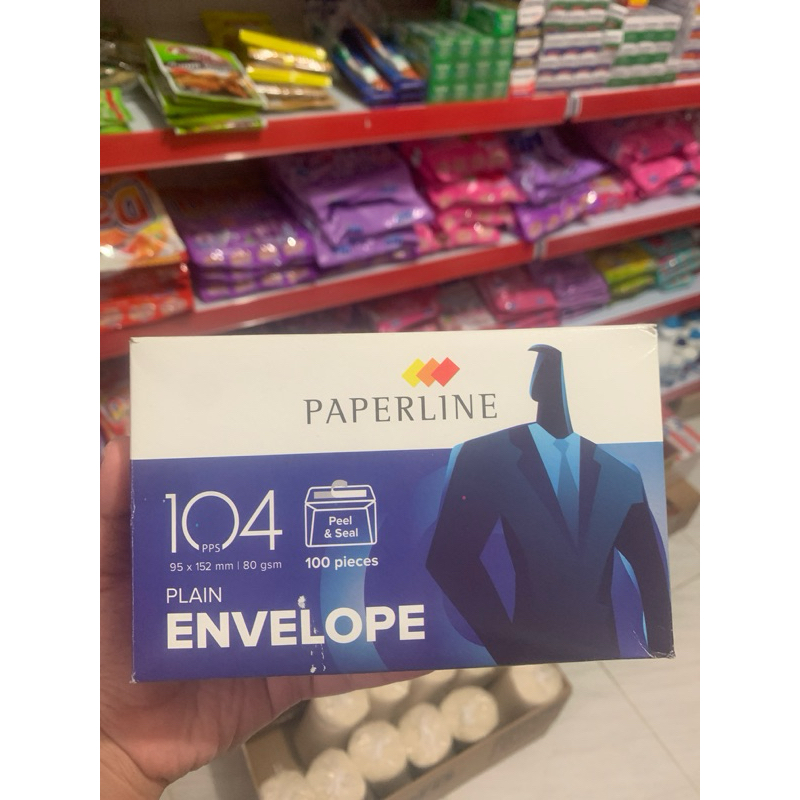 PAPERLINE
104
PPS
95 x 152 mm | 80 gsm
Peel
& Seal
100 pieces
PLAIN
ENVELOPE